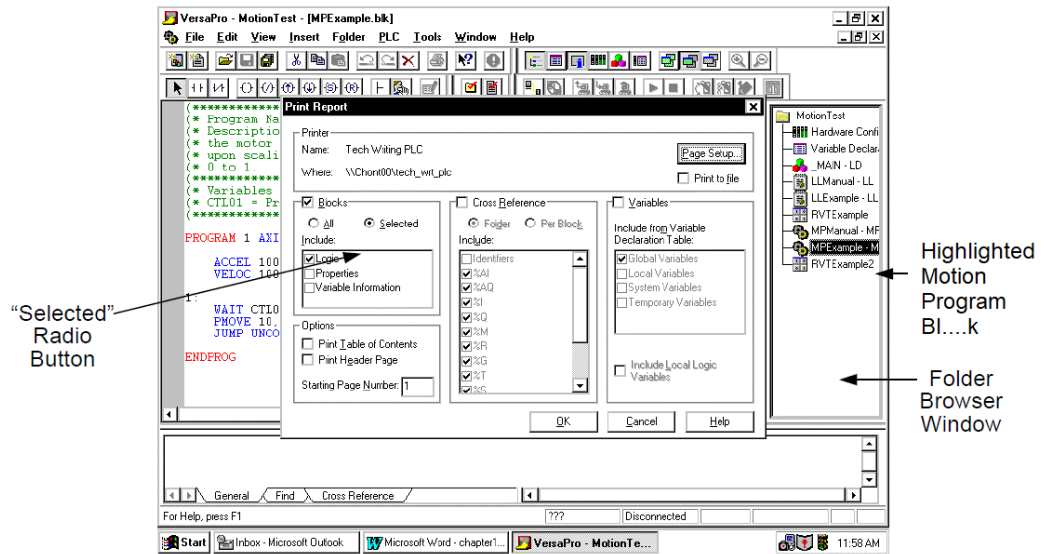 VersaPro - MotionTest - [MPExample.blk]
File Edit View Insert Folder PLC Tools Window Help
Print Report
(************
(* Program Na
(* Descriptio
(* the motor
(* upon scali
(* 0 to 1.
(************
(* Variables
(* CTL01 = Pr
(************
PROGRAM 1 AXI
ACCEL 100
VELOC 100
1:
WAIT CTL0
PMOVE 10,
JUMP UNCO
ENDPROG
Printer
Name: Tech Witing PLC
Page Setup...
Where: \\Chont00\tech_wrt_plc
Print to file
Blocks
All Selected
Include:
Logic
Properties
Variable Information
Options
Print Table of Contents
Print Header Page
Starting Page Number: 1
Cross Reference
Folder Per Block
Include:
Identifiers
%AI
%AQ
%I
%Q
%M
%R
%G
%T
%S
Variables
Include from Variable
Declaration Table:
Global Variables
Local Variables
System Variables
Temporary Variables
Include Local Logic
Variables
OK Cancel Help
MotionTest
Hardware Confi
Variable Declar
_MAIN - LD
LLManual - LL
LLExample - LL
RVTExample
MPManual - MP
MPExample - M
RVTExample2
"Selected"
Radio
Button
Highlighted
Motion
Program
Bl....k
Folder
Browser
Window
General Find Cross Reference
For Help, press F1
??? Disconnected
Start Inbox - Microsoft Outlook Microsoft Word - chapter1... VersaPro - MotionTe... 11:58 AM